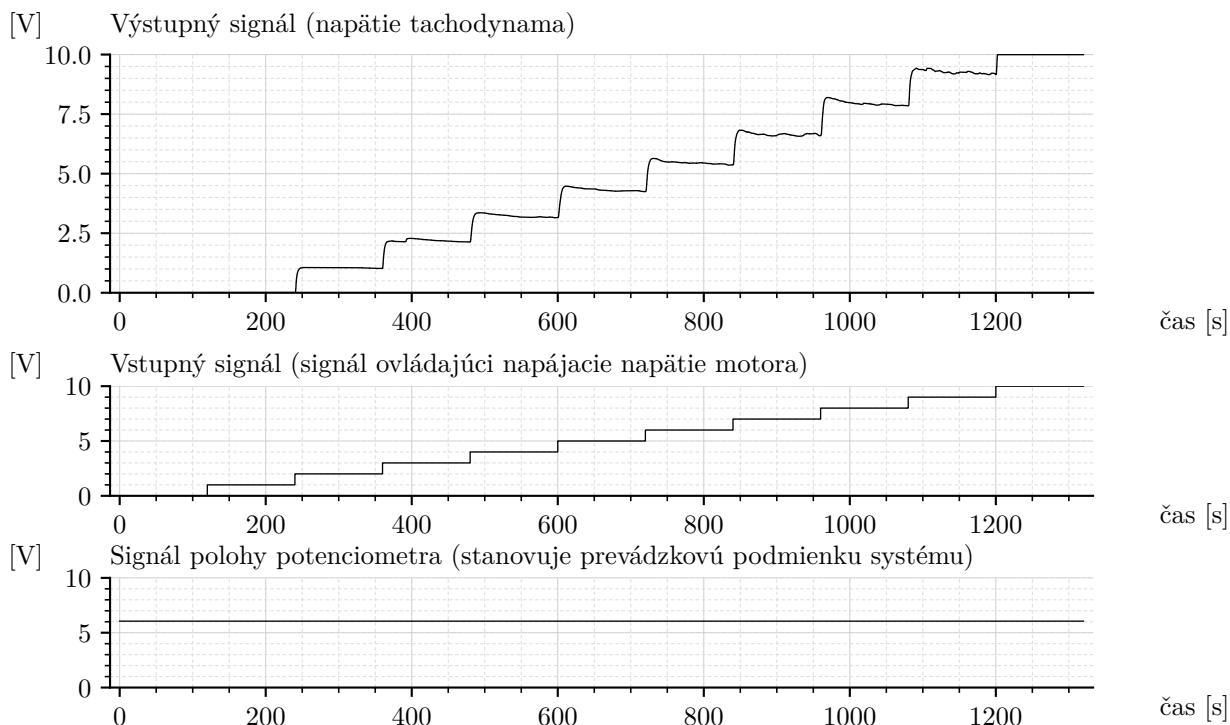 [V] Výstupný signál (napätie tachodynama)
10.0
7.5
5.0
2.5
0.0
0 200 400 600 800 1000 1200 čas [s]
[V] Vstupný signál (signál ovládajúci napájacie napätie motora)
10
5
0
0 200 400 600 800 1000 1200 čas [s]
[V] Signál polohy potenciometra (stanovuje prevádzkovú podmienku systému)
10
5
0
0 200 400 600 800 1000 1200 čas [s]